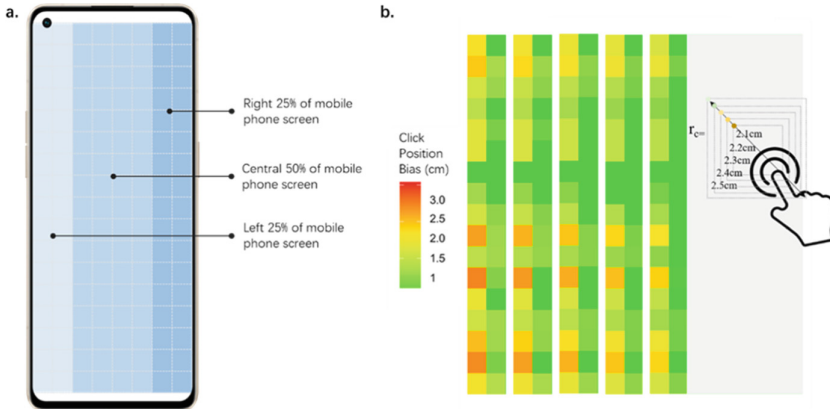 a.
Right 25% of mobile
phone screen
Central 50% of mobile
phone screen
Left 25% of mobile
phone screen
b.
Click
Position
Bias (cm)
3.0
2.5
2.0
1.5
1
rc=
2.1cm
2.2cm
2.3cm
2.4cm
2.5cm